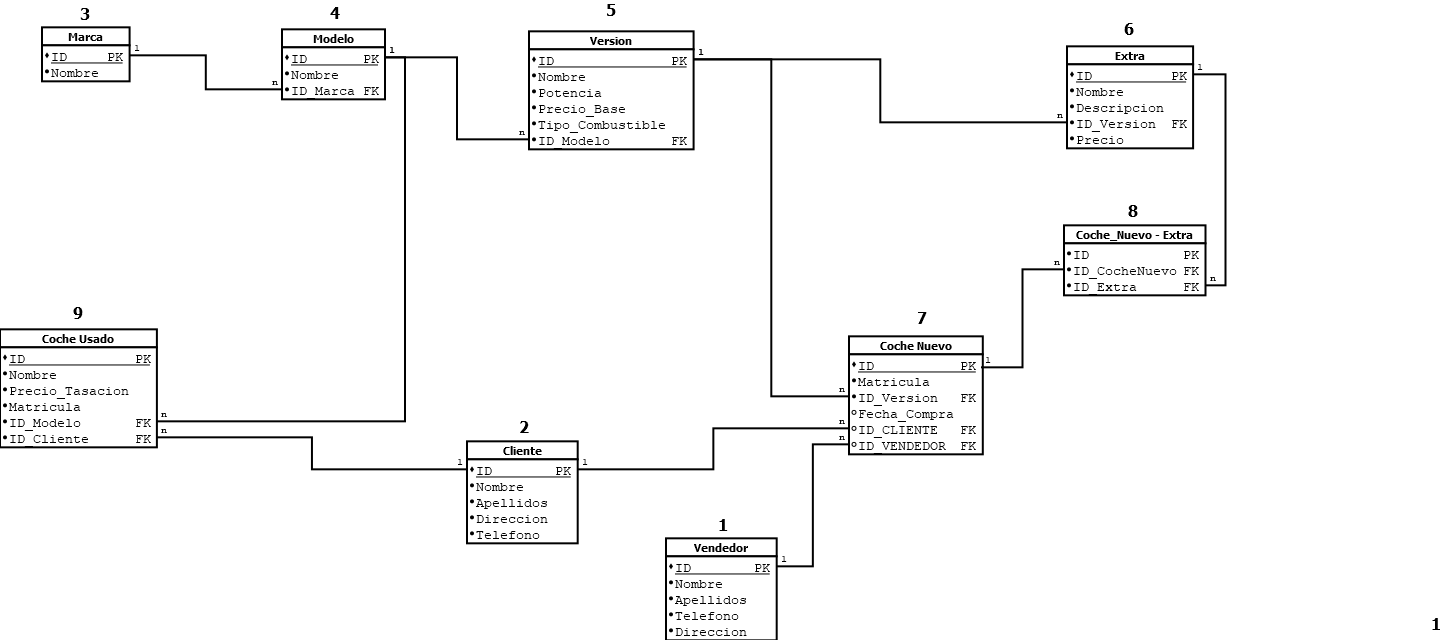 3
Marca
ID PK
Nombre
4
Modelo
ID PK
Nombre
ID_Marca FK
5
Version
ID PK
Nombre
Potencia
Precio_Base
Tipo_Combustible
ID_Modelo FK
6
Extra
ID PK
Nombre
Descripcion
ID_Version FK
Precio
1
n
1
n
1
n
1
8
Coche_Nuevo - Extra
ID PK
ID_CocheNuevo FK
ID_Extra FK
n
n
9
Coche Usado
ID PK
Nombre
Precio_Tasacion
Matricula
ID_Modelo FK
ID_Cliente FK
n
n
7
Coche Nuevo
ID PK
Matricula
ID_Version FK
Fecha_Compra
ID_CLIENTE FK
ID_VENDEDOR FK
1
n
n
n
2
Cliente
ID PK
Nombre
Apellidos
Direccion
Telefono
1
1
1
Vendedor
ID PK
Nombre
Apellidos
Telefono
Direccion
1
1